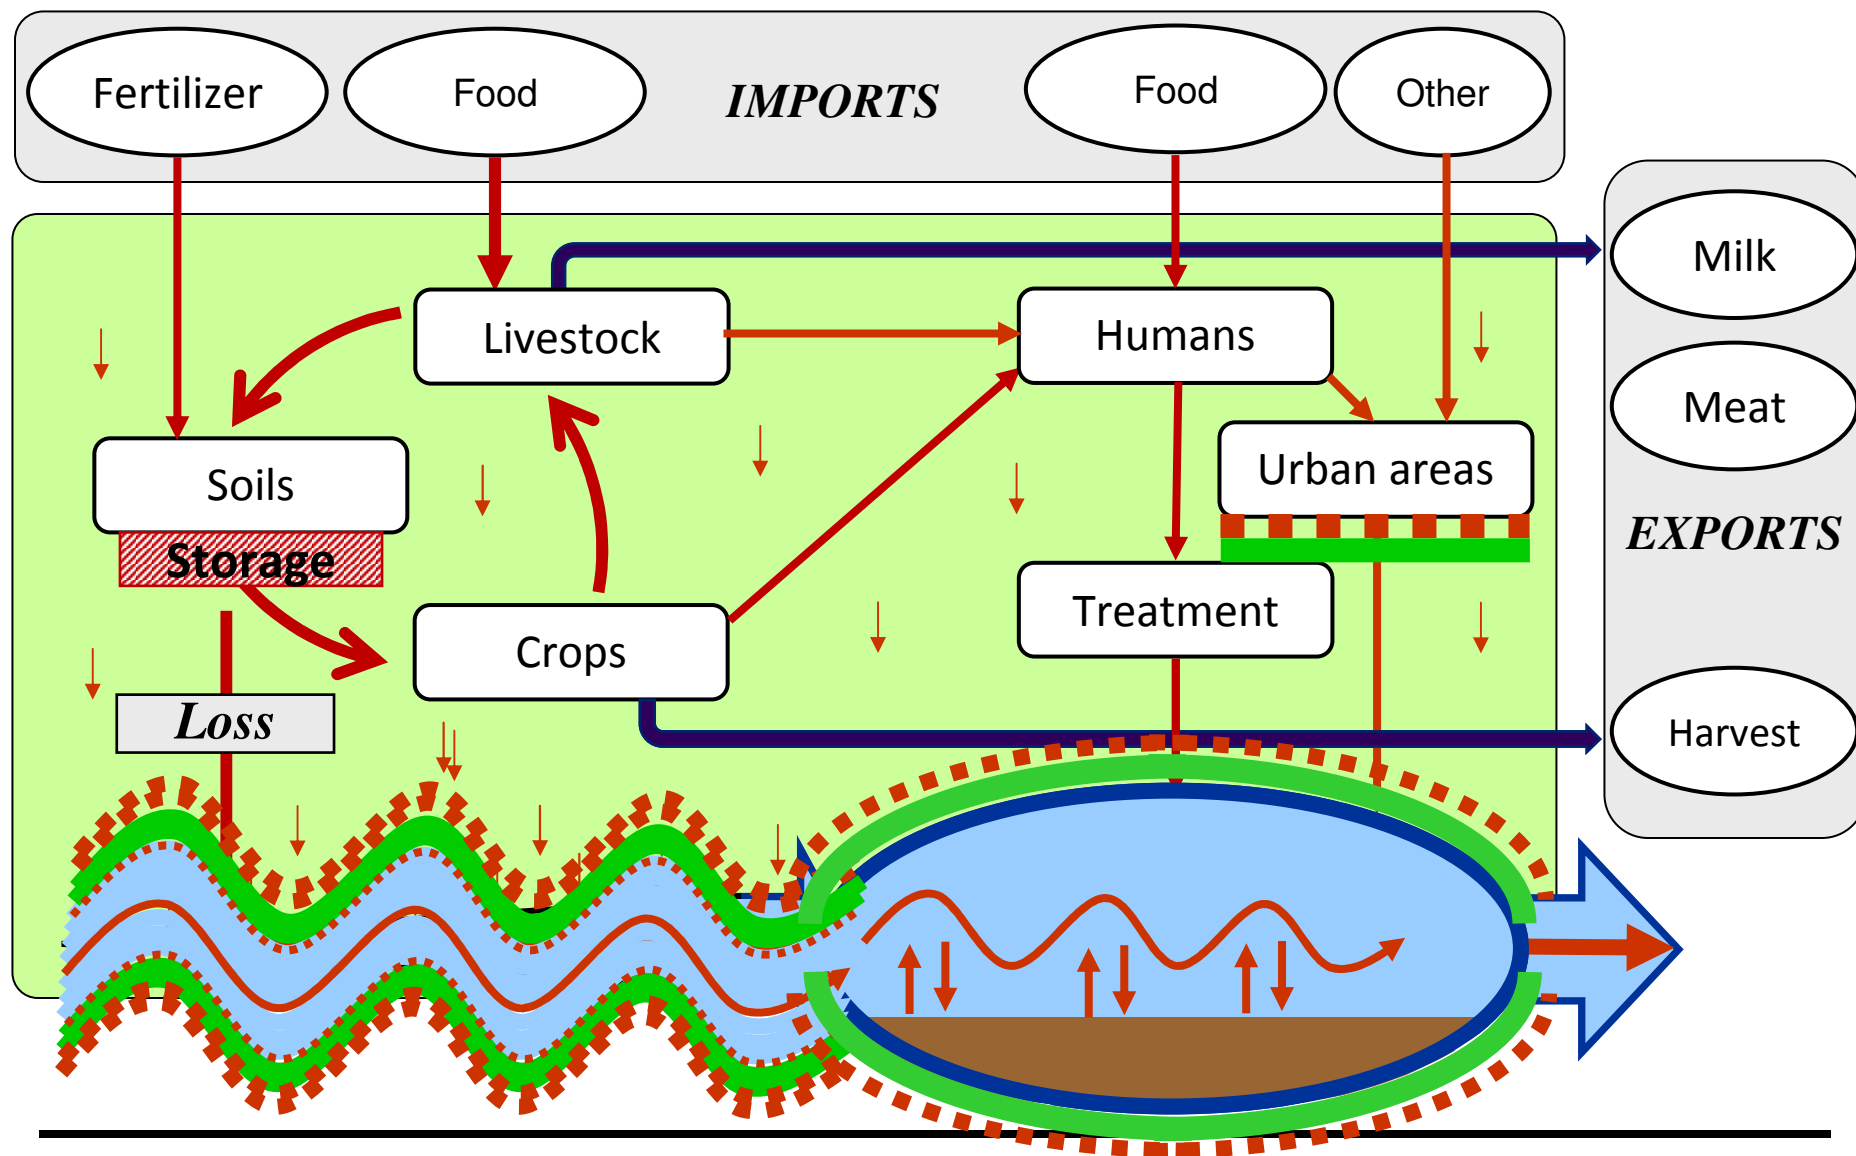 Fertilizer
Food
IMPORTS
Food
Other
Milk
Livestock
Humans
Meat
Soils
Urban areas
Storage
EXPORTS
Treatment
Crops
Loss
Harvest